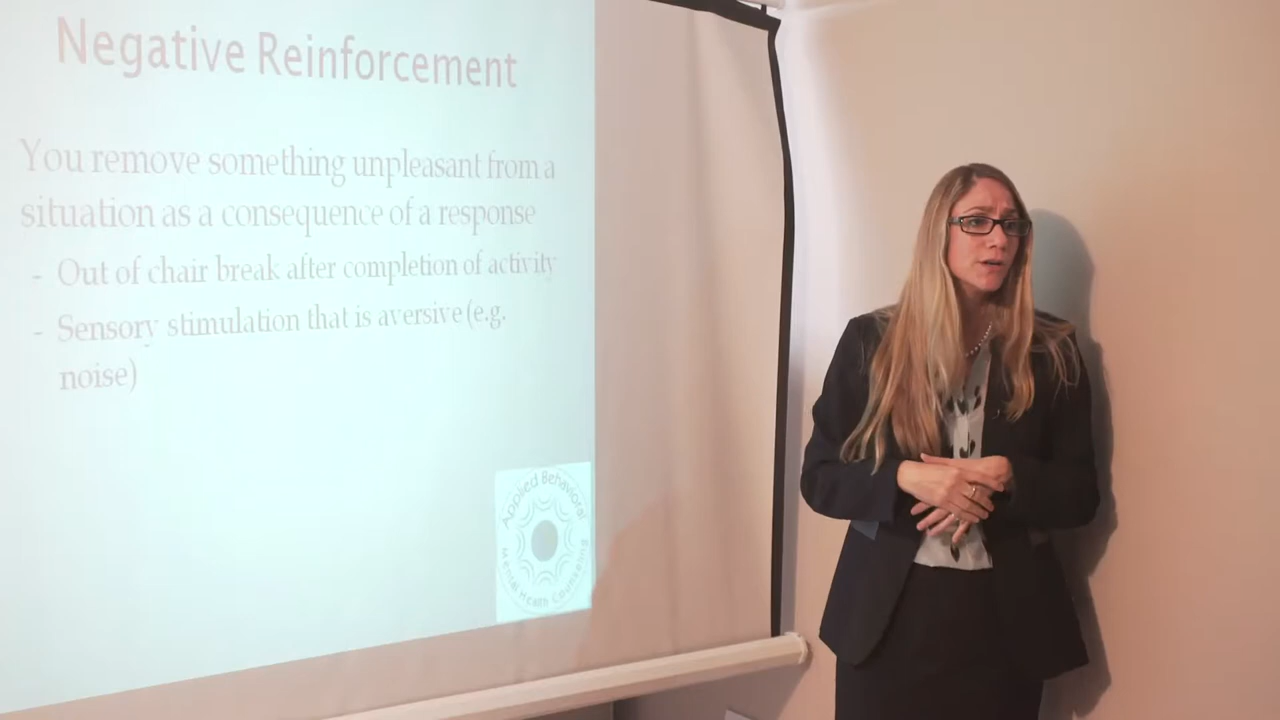 Negative Reinforcement
You remove something unpleasant from a
situation as a consequence of a response
- Out of chair break after completion of activity
- Sensory stimulation that is aversive (e.g.
noise)
Applied Behavioral
Mental Health Counseling